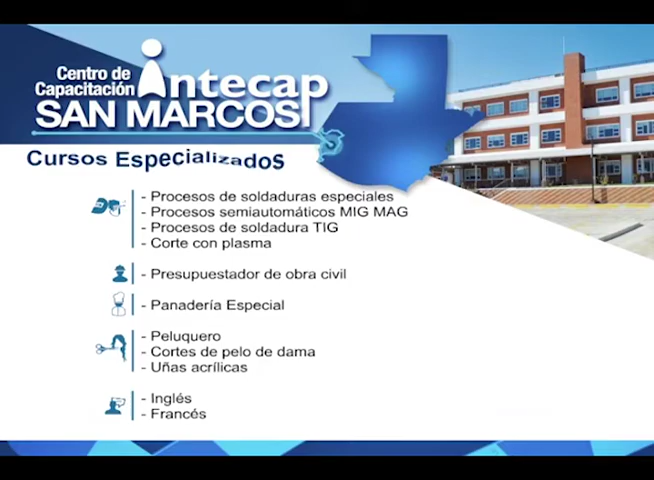 Centro de
Capacitación
intecap
SAN MARCOS
Cursos Especializados
- Procesos de soldaduras especiales
- Procesos semiautomáticos MIG MAG
- Procesos de soldadura TIG
- Corte con plasma
- Presupuestador de obra civil
- Panadería Especial
- Peluquero
- Cortes de pelo de dama
- Uñas acrílicas
- Inglés
- Francés